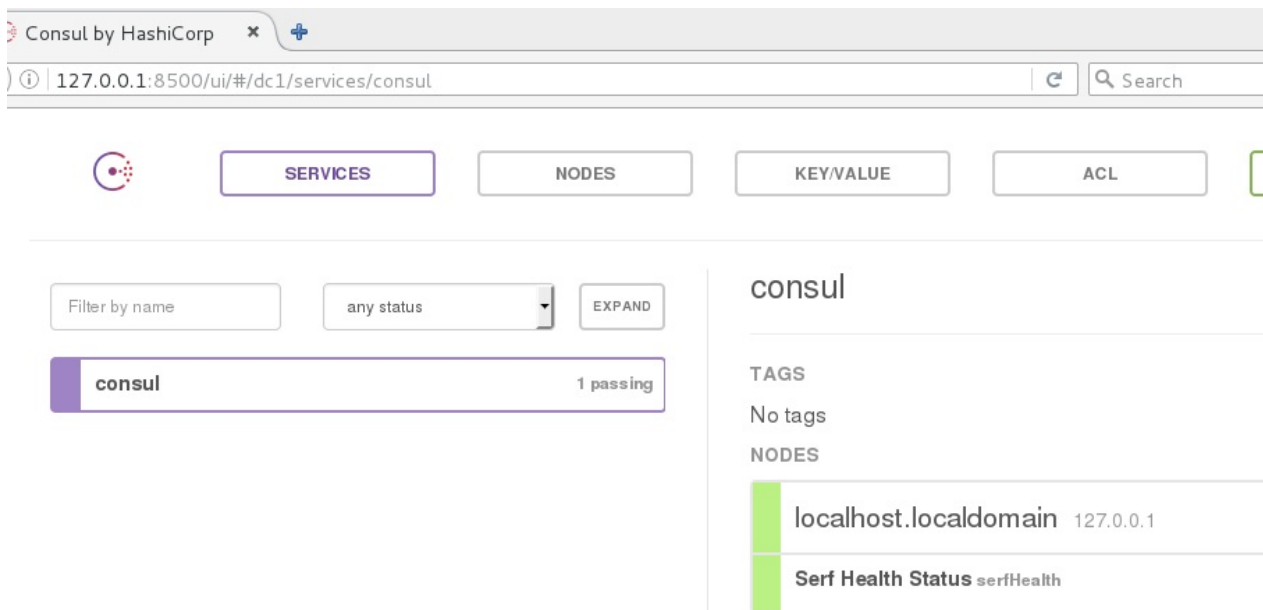 Consul by HashiCorp
127.0.0.1:8500/ui/#/dc1/services/consul
Search
SERVICES
NODES
KEY/VALUE
ACL
Filter by name
any status
EXPAND
consul
1 passing
consul
TAGS
No tags
NODES
localhost.localdomain 127.0.0.1
Serf Health Status serfHealth